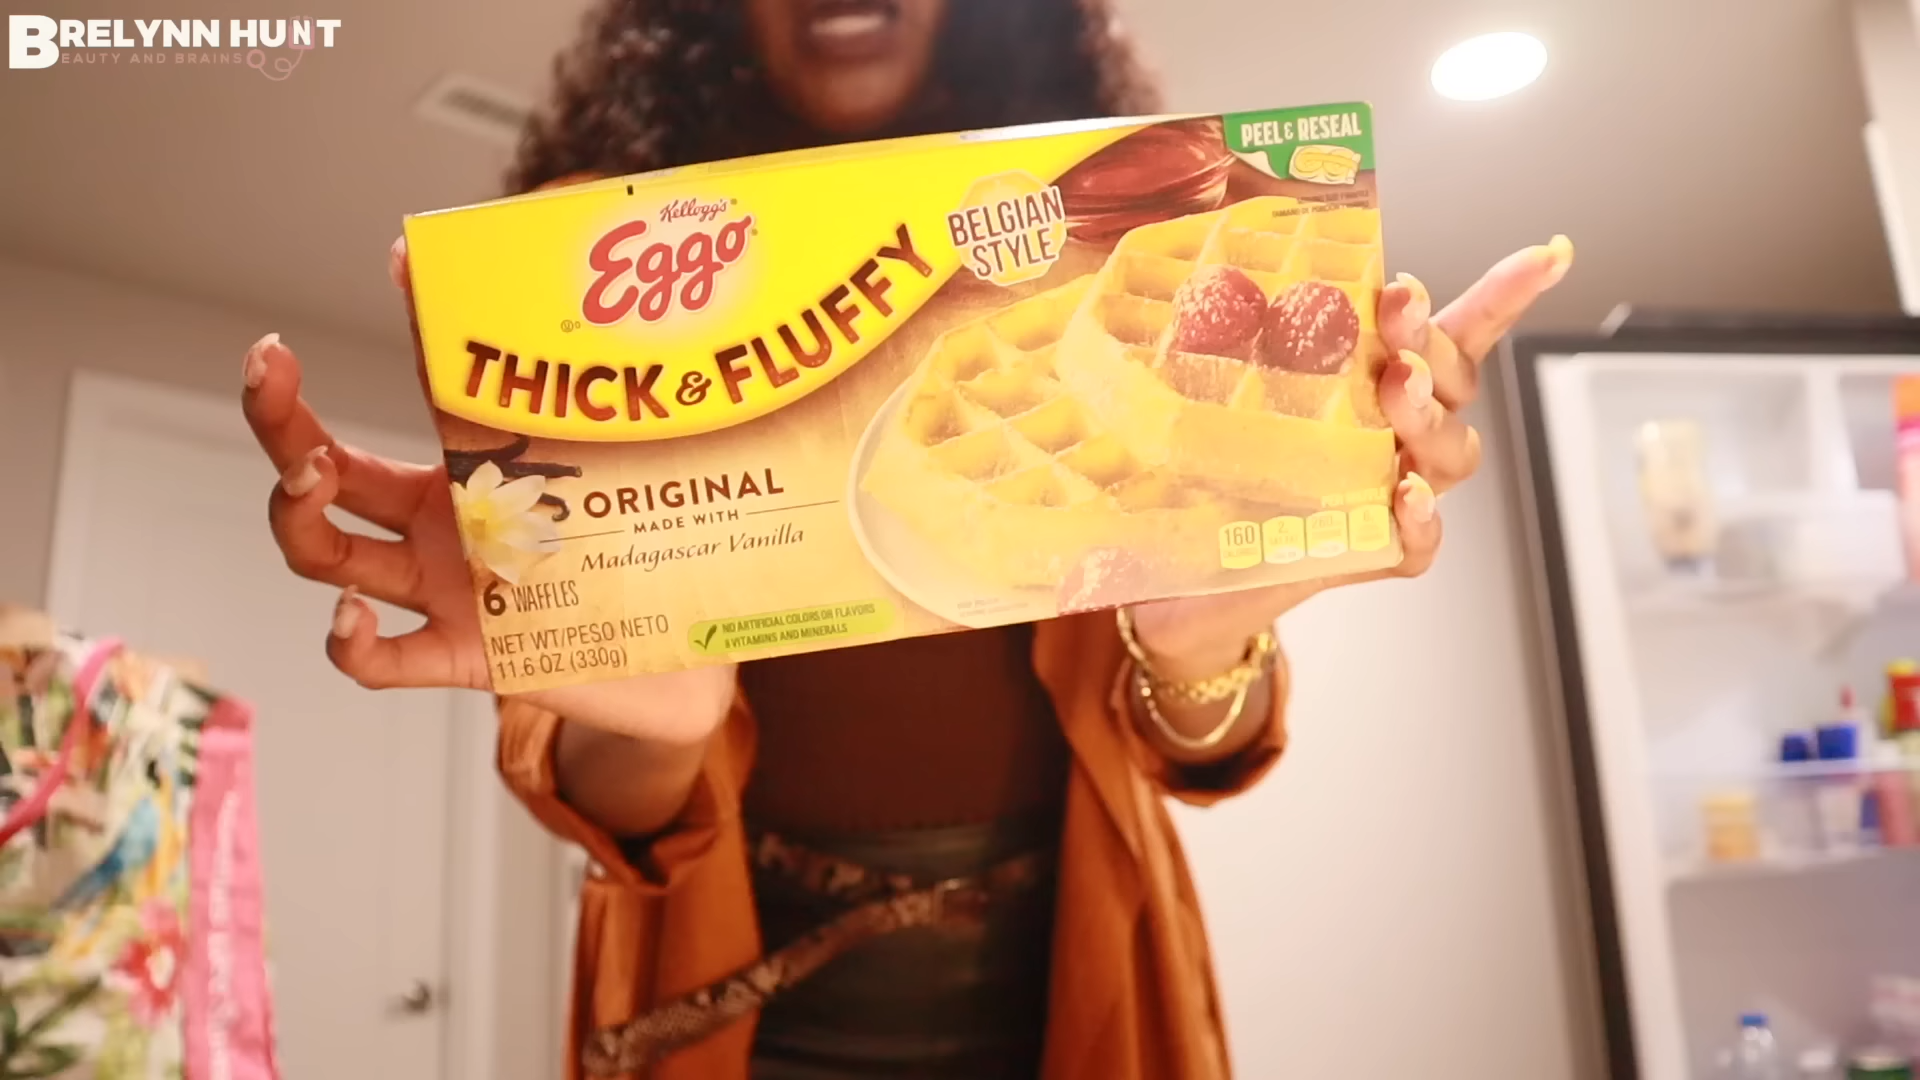 BRELYNN HUNT
BEAUTY AND BRAINS
PEEL & RESEAL
Kellogg's
Eggo
THICK & FLUFFY
BELGIAN
STYLE
ORIGINAL
MADE WITH
Madagascar Vanilla
6 WAFFLES
NET WT/PESO NETO
11.6 OZ (330g)
NO ARTIFICIAL COLORS OR FLAVORS
8 VITAMINS AND MINERALS
160
CALORIES